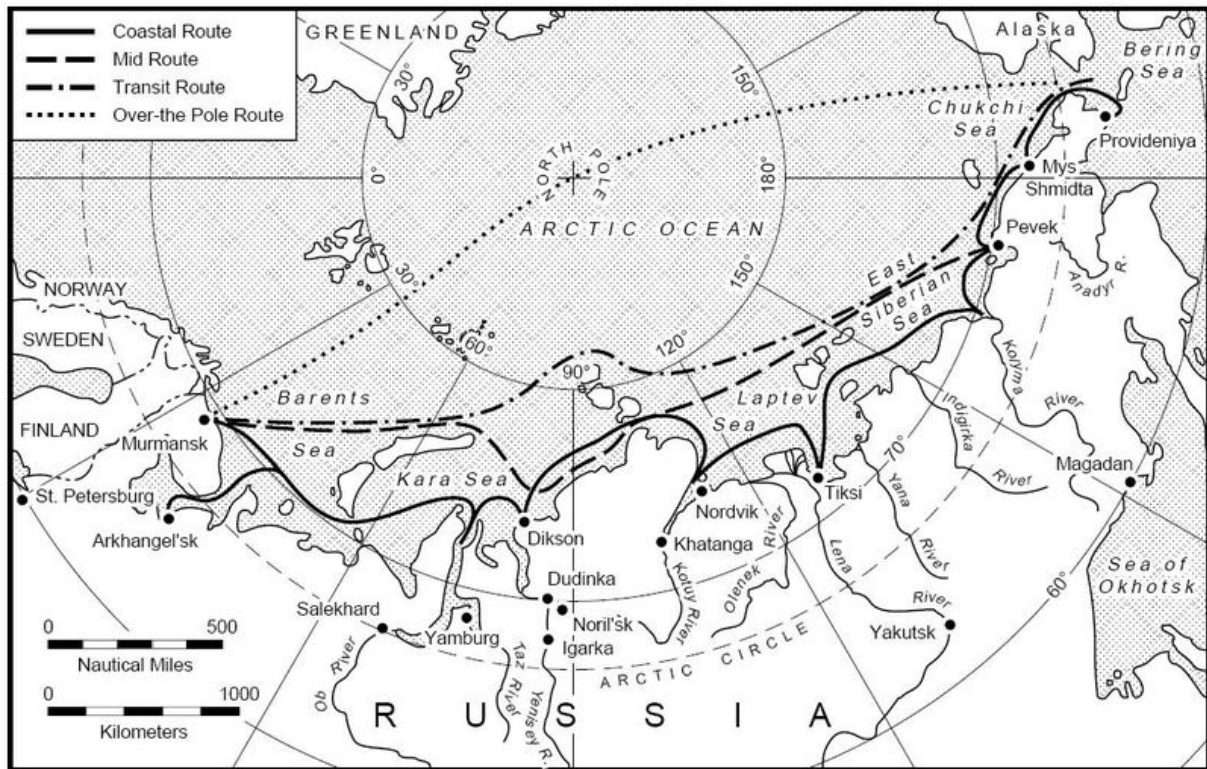 Coastal Route
Mid Route
Transit Route
Over-the Pole Route
GREENLAND
Alaska
Bering
Sea
30°
150°
Chukchi
Sea
Provideniya
0°
NORTH POLE
180°
Mys
Shmidta
ARCTIC OCEAN
Pevek
30°
150°
East
Siberian
Sea
Anadyr R.
NORWAY
SWEDEN
60°
120°
90°
FINLAND
Murmansk
Barents
Sea
Laptev
Sea
Kolyma
River
Indigirka
River
70°
Magadan
St. Petersburg
Kara Sea
Arkhangel'sk
Dikson
Nordvik
Tiksi
Yana
River
Khatanga
Kotuy River
Olenek River
Lena
River
60°
Sea of
Okhotsk
Dudinka
Noril'sk
Igarka
Salekhard
Yamburg
Yakutsk
ARCTIC CIRCLE
Ob River
Taz River
Yenisey R.
RUSSIA
0 500
Nautical Miles
0 1000
Kilometers